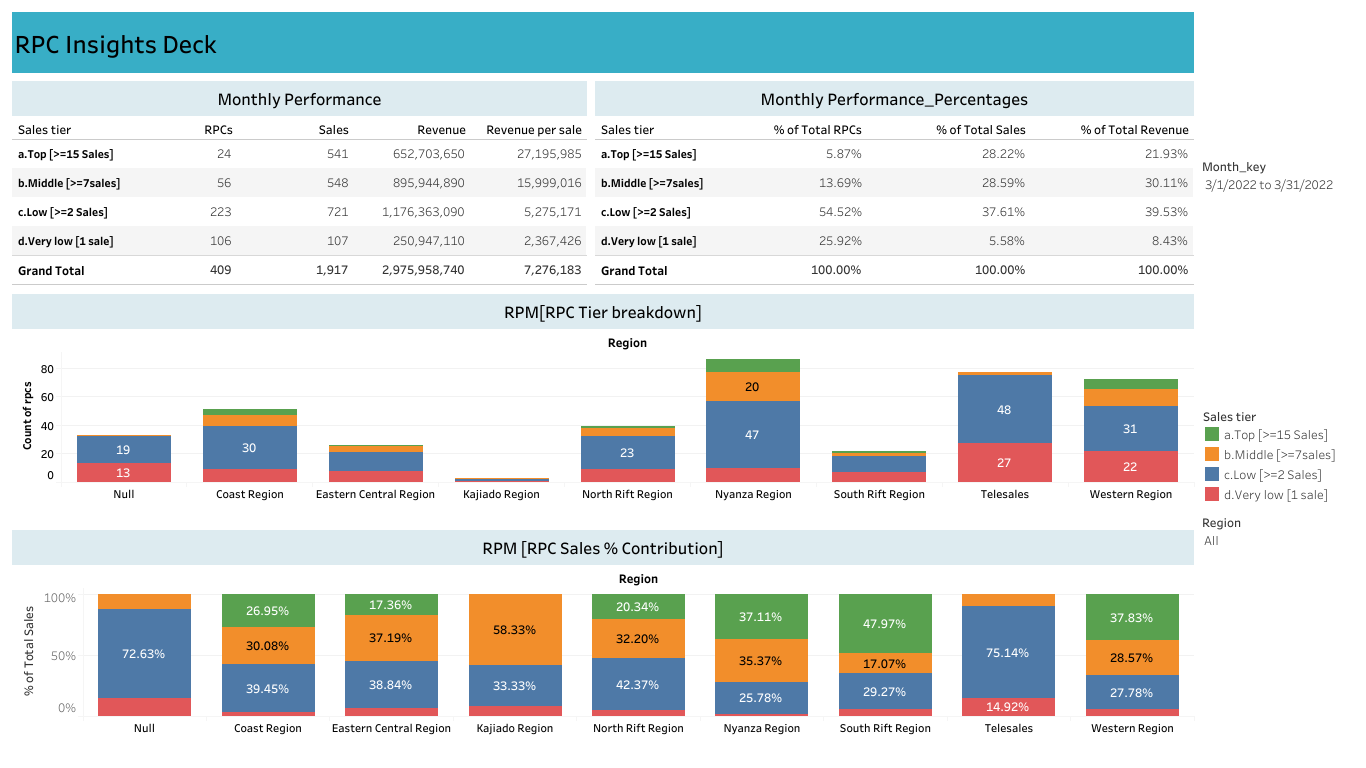 RPC Insights Deck
Monthly Performance
Sales tier RPCs Sales Revenue Revenue per sale
a.Top [>=15 Sales] 24 541 652,703,650 27,195,985
b.Middle [>=7sales] 56 548 895,944,890 15,999,016
c.Low [>=2 Sales] 223 721 1,176,363,090 5,275,171
d.Very low [1 sale] 106 107 250,947,110 2,367,426
Grand Total 409 1,917 2,975,958,740 7,276,183
Monthly Performance_Percentages
Sales tier % of Total RPCs % of Total Sales % of Total Revenue
a.Top [>=15 Sales] 5.87% 28.22% 21.93%
b.Middle [>=7sales] 13.69% 28.59% 30.11%
c.Low [>=2 Sales] 54.52% 37.61% 39.53%
d.Very low [1 sale] 25.92% 5.58% 8.43%
Grand Total 100.00% 100.00% 100.00%
Month_key
3/1/2022 to 3/31/2022
RPM[RPC Tier breakdown]
Region
Count of rpcs
80
60
40
20
0
19
13
30
23
20
47
48
27
31
22
Null Coast Region Eastern Central Region Kajiado Region North Rift Region Nyanza Region South Rift Region Telesales Western Region
Sales tier
a.Top [>=15 Sales]
b.Middle [>=7sales]
c.Low [>=2 Sales]
d.Very low [1 sale]
Region
All
RPM [RPC Sales % Contribution]
Region
% of Total Sales
100%
50%
0%
72.63%
26.95%
30.08%
39.45%
17.36%
37.19%
38.84%
58.33%
33.33%
20.34%
32.20%
42.37%
37.11%
35.37%
25.78%
47.97%
17.07%
29.27%
75.14%
14.92%
37.83%
28.57%
27.78%
Null Coast Region Eastern Central Region Kajiado Region North Rift Region Nyanza Region South Rift Region Telesales Western Region